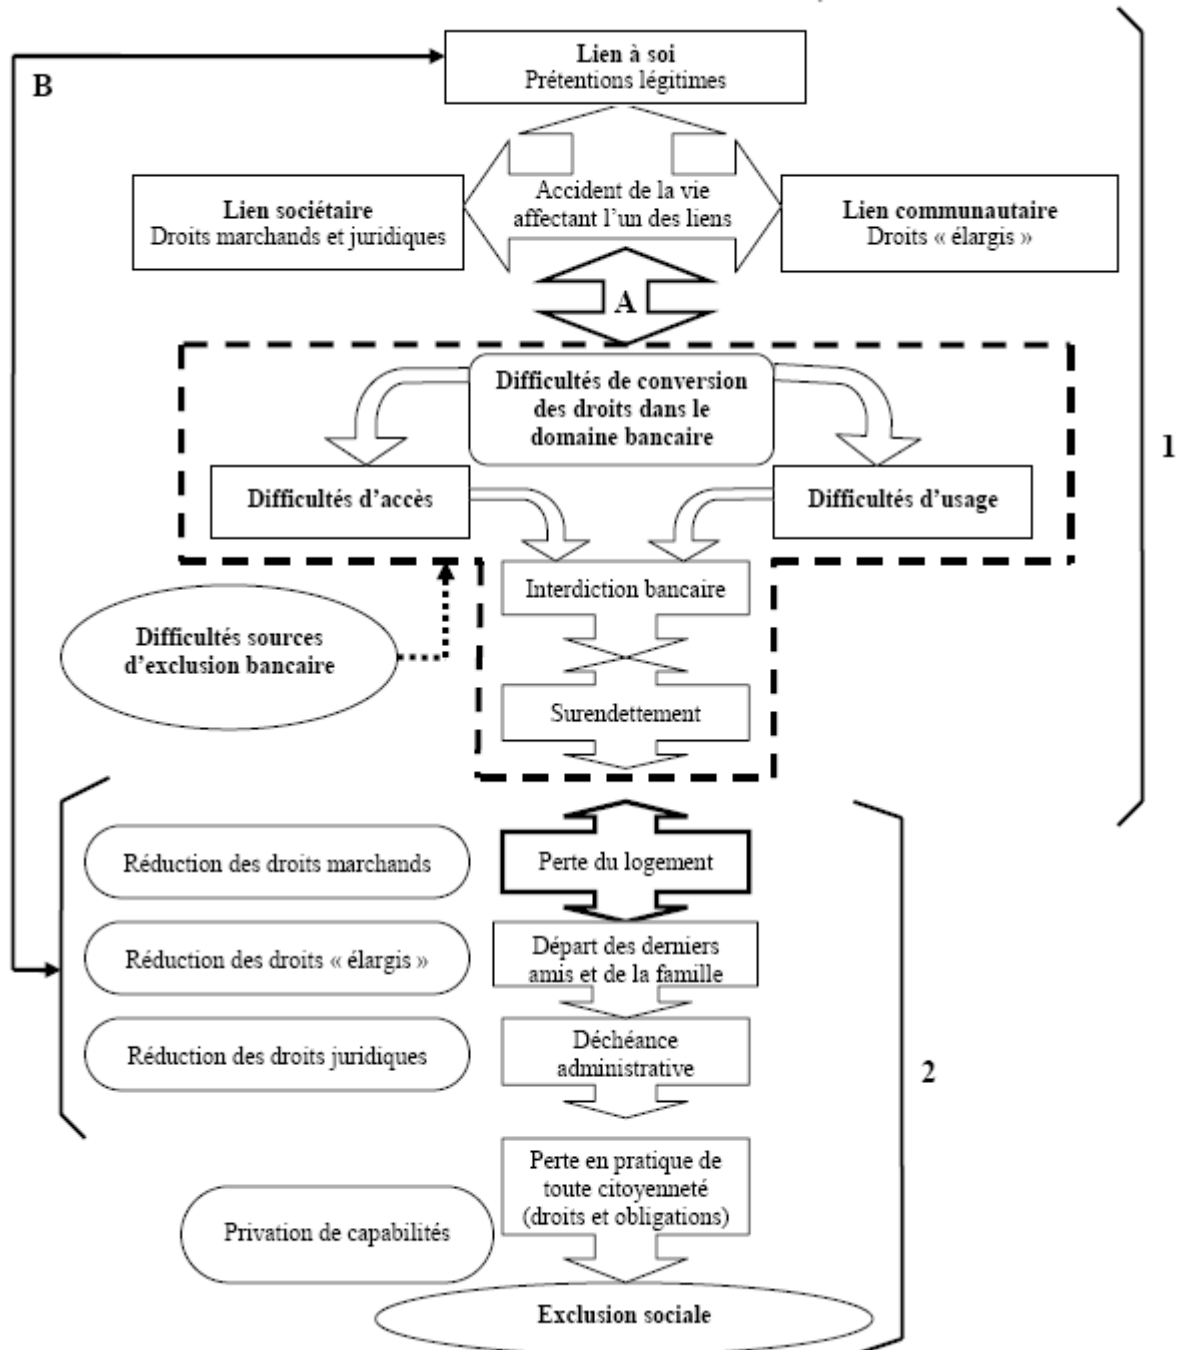 Lien à soi
Prétentions légitimes
B
Accident de la vie
affectant l’un des liens
Lien sociétaire
Droits marchands et juridiques
Lien communautaire
Droits « élargis »
A
Difficultés de conversion
des droits dans le
domaine bancaire
1
Difficultés d’accès
Difficultés d’usage
Interdiction bancaire
Difficultés sources
d’exclusion bancaire
Surendettement
Réduction des droits marchands
Perte du logement
Réduction des droits « élargis »
Départ des derniers
amis et de la famille
Réduction des droits juridiques
Déchéance
administrative
2
Perte en pratique de
toute citoyenneté
(droits et obligations)
Privation de capabilités
Exclusion sociale